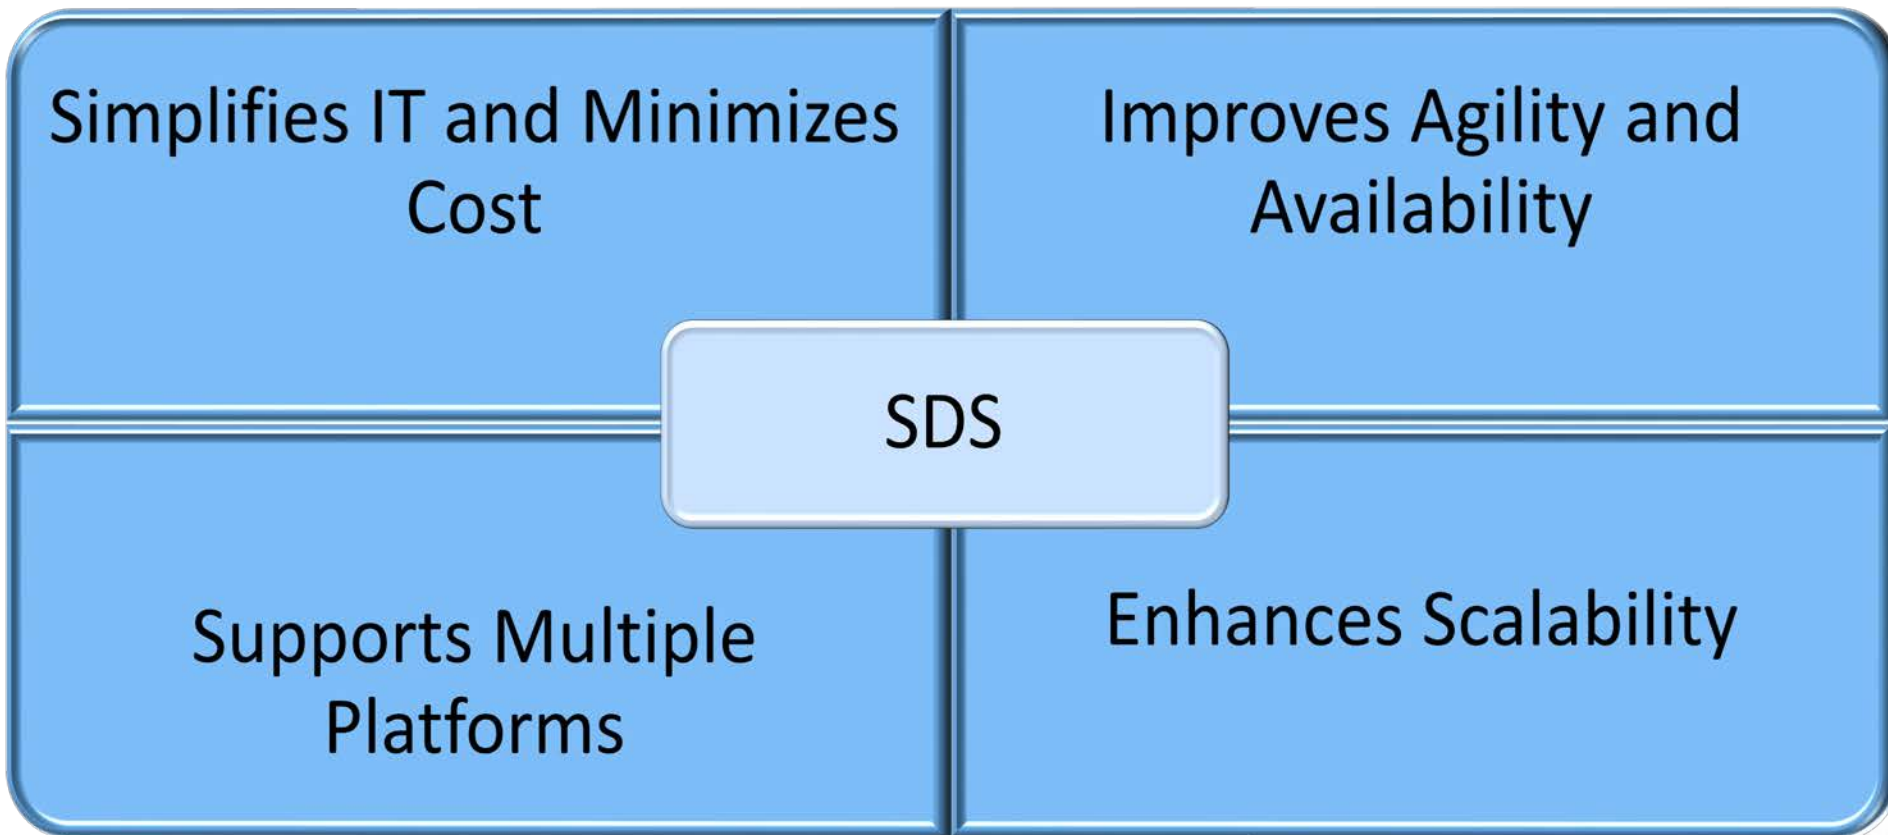 Simplifies IT and Minimizes
Cost
Improves Agility and
Availability
SDS
Supports Multiple
Platforms
Enhances Scalability